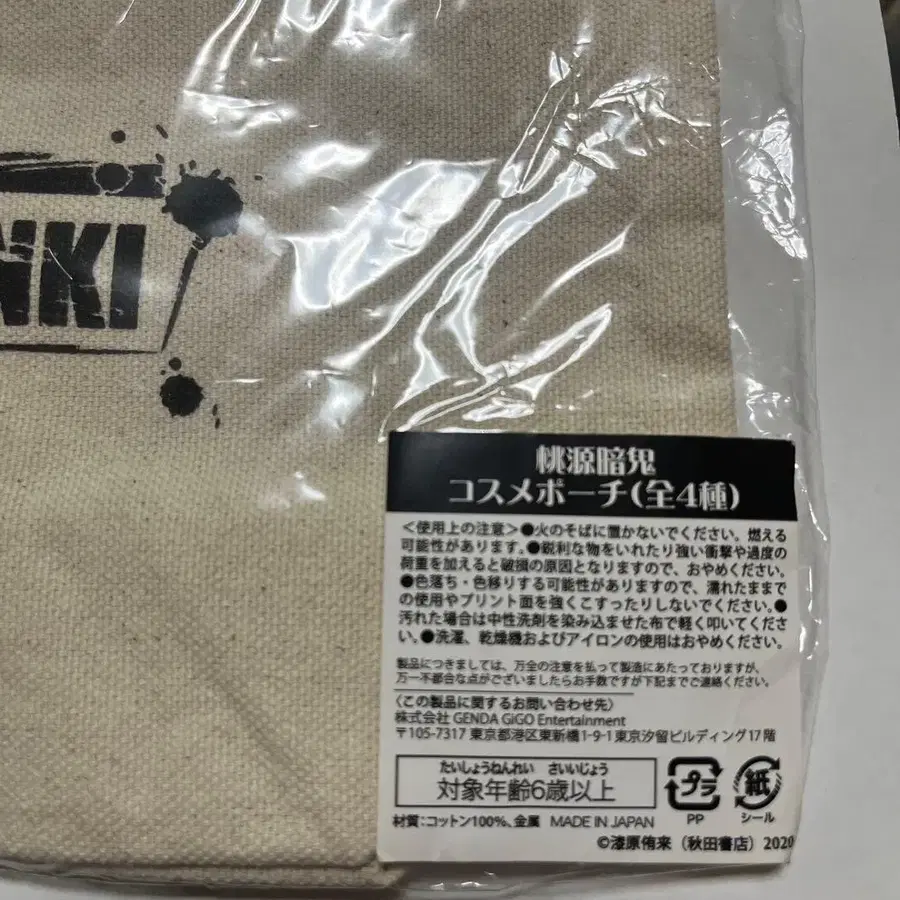 NKI
桃源暗鬼
コスメポーチ(全4種)
<使用上の注意>●火のそばに置かないでください。燃える
可能性があります。●鋭利な物をいれたり強い衝撃や過度の
荷重を加えると破損の原因となりますので、おやめください。
●色落ち・色移りする可能性がありますので、濡れたままで
の使用やプリント面を強くこすったりしないでください。●
汚れた場合は中性洗剤を染み込ませた布で軽く叩いてくださ
い。●洗濯、乾燥機およびアイロンの使用はおやめください。
製品につきましては、万全の注意を払って製造にあたっておりますが、
万一不都合な点がございましたらお手数ですが下記までご連絡ください。
〈この製品に関するお問い合わせ先〉
株式会社 GENDA GiGO Entertainment
〒105-7317 東京都港区東新橋1-9-1東京汐留ビルディング17階
たいしょうねんれい さいいじょう
対象年齢6歳以上
プラ
PP
紙
シール
材質:コットン100%、金属 MADE IN JAPAN
©漆原侑来(秋田書店)2020